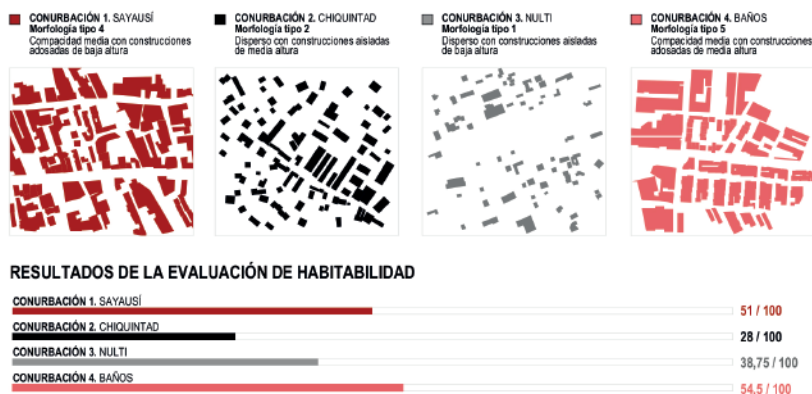 CONURBACIÓN 1. SAYAUSÍ
Morfología tipo 4
Compacidad media con construcciones
adosadas de baja altura
CONURBACIÓN 2. CHIQUINTAD
Morfología tipo 2
Disperso con construcciones aisladas
de media altura
CONURBACIÓN 3. NULTI
Morfología tipo 1
Disperso con construcciones aisladas
de baja altura
CONURBACIÓN 4. BAÑOS
Morfología tipo 5
Compacidad media con construcciones
adosadas de media altura
RESULTADOS DE LA EVALUACIÓN DE HABITABILIDAD
CONURBACIÓN 1. SAYAUSÍ
51 / 100
CONURBACIÓN 2. CHIQUINTAD
28 / 100
CONURBACIÓN 3. NULTI
38,75 / 100
CONURBACIÓN 4. BAÑOS
54,5 / 100